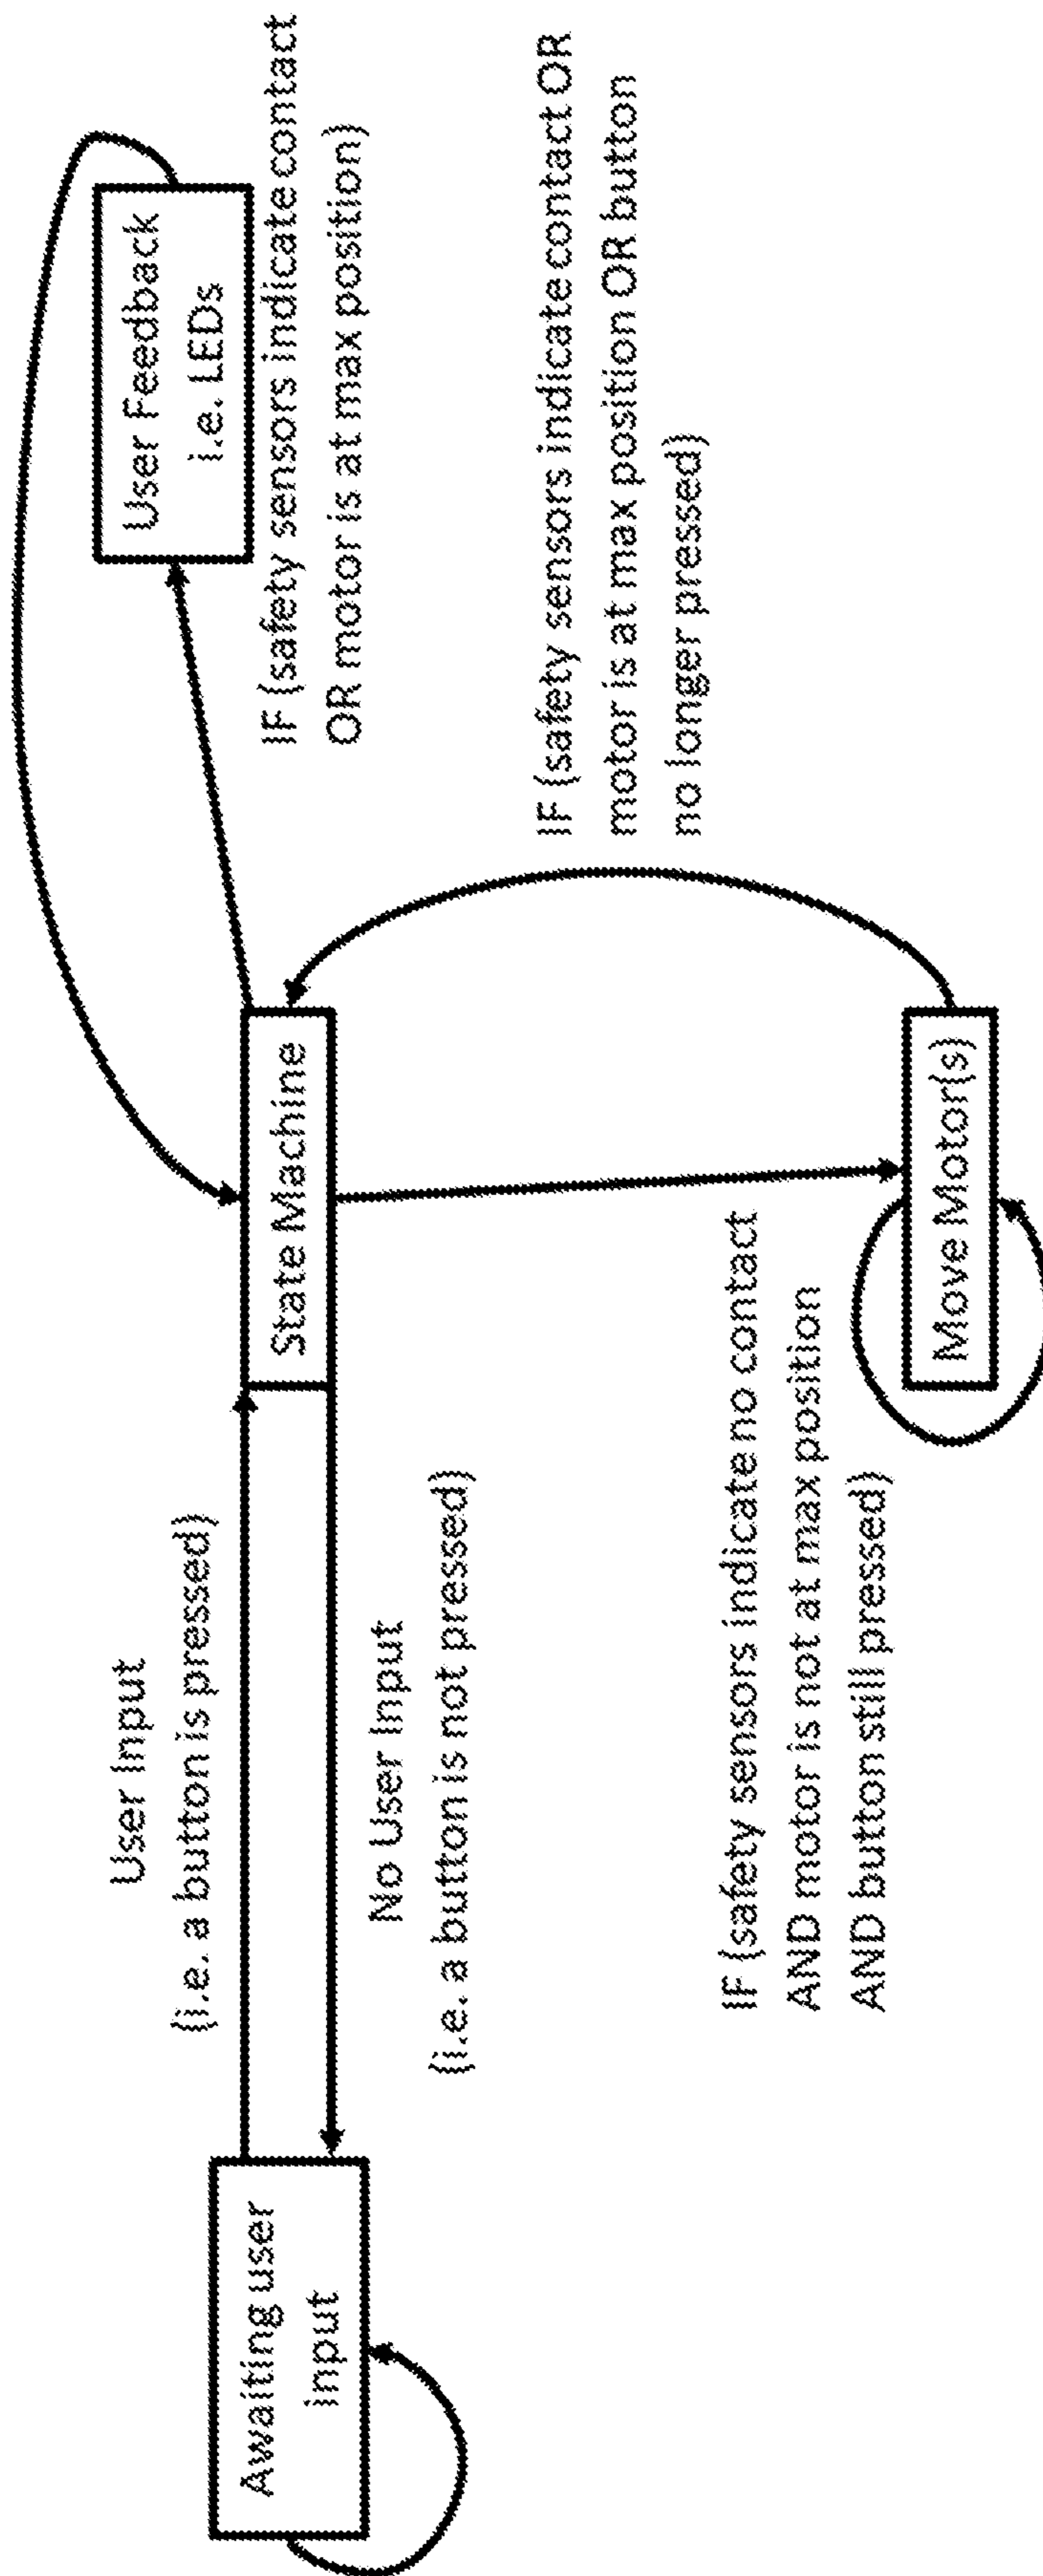 Awaiting user
input
User Input
(i.e. a button is pressed)
No User Input
(i.e. a button is not pressed)
State Machine
User Feedback
i.e. LEDs
IF (safety sensors indicate contact
OR motor is at max position)
IF (safety sensors indicate contact OR
motor is at max position OR button
no longer pressed)
IF (safety sensors indicate no contact
AND motor is not at max position
AND button still pressed)
Move Motor(s)